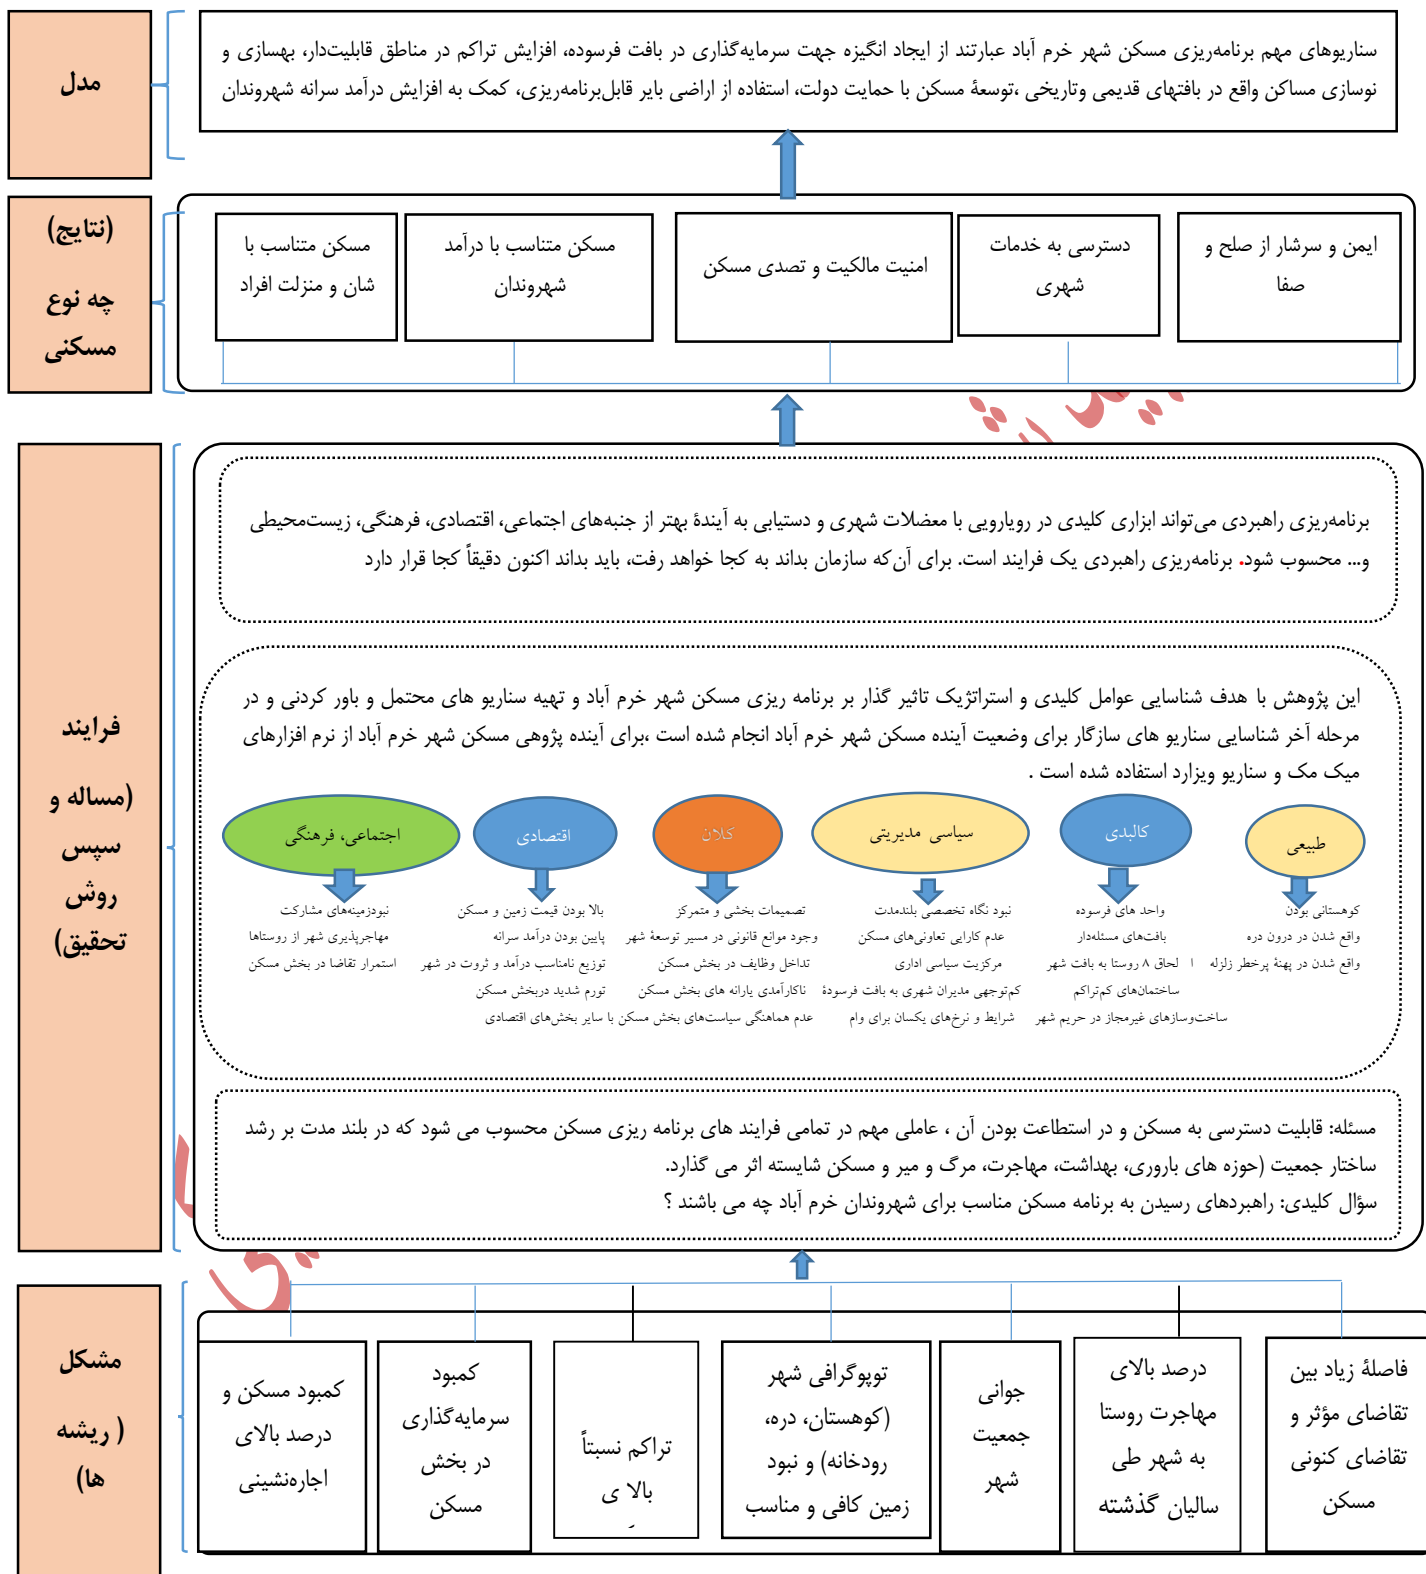 مدل
سناریوهای مهم برنامه‌ریزی مسکن شهر خرم آباد عبارتند از ایجاد انگیزه جهت سرمایه‌گذاری در بافت فرسوده، افزایش تراکم در مناطق قابلیت‌دار، بهسازی و
نوسازی مساکن واقع در بافتهای قدیمی وتاریخی ،توسعۀ مسکن با حمایت دولت، استفاده از اراضی بایر قابل‌برنامه‌ریزی، کمک به افزایش درآمد سرانه شهروندان
(نتایج)
چه نوع
مسکنی
ایمن و سرشار از صلح و
صفا
دسترسی به خدمات
شهری
امنیت مالکیت و تصدی مسکن
مسکن متناسب با درآمد
شهروندان
مسکن متناسب با
شان و منزلت افراد
فرایند
(مساله و
سپس
روش
تحقیق)
برنامه‌ریزی راهبردی می‌تواند ابزاری کلیدی در رویارویی با معضلات شهری و دستیابی به آیندۀ بهتر از جنبه‌های اجتماعی، اقتصادی، فرهنگی، زیست‌محیطی
و... محسوب شود. برنامه‌ریزی راهبردی یک فرایند است. برای آن‌که سازمان بداند به کجا خواهد رفت، باید بداند اکنون دقیقاً کجا قرار دارد
این پژوهش با هدف شناسایی عوامل کلیدی و استراتژیک تاثیر گذار بر برنامه ریزی مسکن شهر خرم آباد و تهیه سناریو های محتمل و باور کردنی و در
مرحله آخر شناسایی سناریو های سازگار برای وضعیت آینده مسکن شهر خرم آباد انجام شده است ،برای آینده پژوهی مسکن شهر خرم آباد از نرم افزارهای
میک مک و سناریو ویزارد استفاده شده است .
طبیعی
کوهستانی بودن
واقع شدن در درون دره
واقع شدن در پهنۀ پرخطر زلزله
کالبدی
واحد های فرسوده
بافت‌های مسئله‌دار
ا لحاق ۸ روستا به بافت شهر
ساختمان‌های کم‌تراکم
ساخت‌وسازهای غیرمجاز در حریم شهر
سیاسی مدیریتی
نبود نگاه تخصصی بلندمدت
عدم کارایی تعاونی‌های مسکن
مرکزیت سیاسی اداری
کم‌توجهی مدیران شهری به بافت فرسودۀ
شرایط و نرخ‌های یکسان برای وام
کلان
تصمیمات بخشی و متمرکز
وجود موانع قانونی در مسیر توسعۀ شهر
تداخل وظایف در بخش مسکن
ناکارآمدی یارانه های بخش مسکن
عدم هماهنگی سیاست‌های بخش مسکن با سایر بخش‌های اقتصادی
اقتصادی
بالا بودن قیمت زمین و مسکن
پایین بودن درآمد سرانه
توزیع نامناسب درآمد و ثروت در شهر
تورم شدید دربخش مسکن
اجتماعی، فرهنگی
نبودزمینه‌های مشارکت
مهاجرپذیری شهر از روستاها
استمرار تقاضا در بخش مسکن
مسئله: قابلیت دسترسی به مسکن و در استطاعت بودن آن ، عاملی مهم در تمامی فرایند های برنامه ریزی مسکن محسوب می شود که در بلند مدت بر رشد
ساختار جمعیت (حوزه های باروری، بهداشت، مهاجرت، مرگ و میر و مسکن شایسته اثر می گذارد.
سؤال کلیدی: راهبردهای رسیدن به برنامه مسکن مناسب برای شهروندان خرم آباد چه می باشند ؟
مشکل
( ریشه
ها)
فاصلۀ زیاد بین
تقاضای مؤثر و
تقاضای کنونی
مسکن
درصد بالای
مهاجرت روستا
به شهر طی
سالیان گذشته
جوانی
جمعیت
شهر
توپوگرافی شهر
(کوهستان، دره،
رودخانه) و نبود
زمین کافی و مناسب
تراکم نسبتاً
بالا ی
کمبود
سرمایه‌گذاری
در بخش
مسکن
کمبود مسکن و
درصد بالای
اجاره‌نشینی